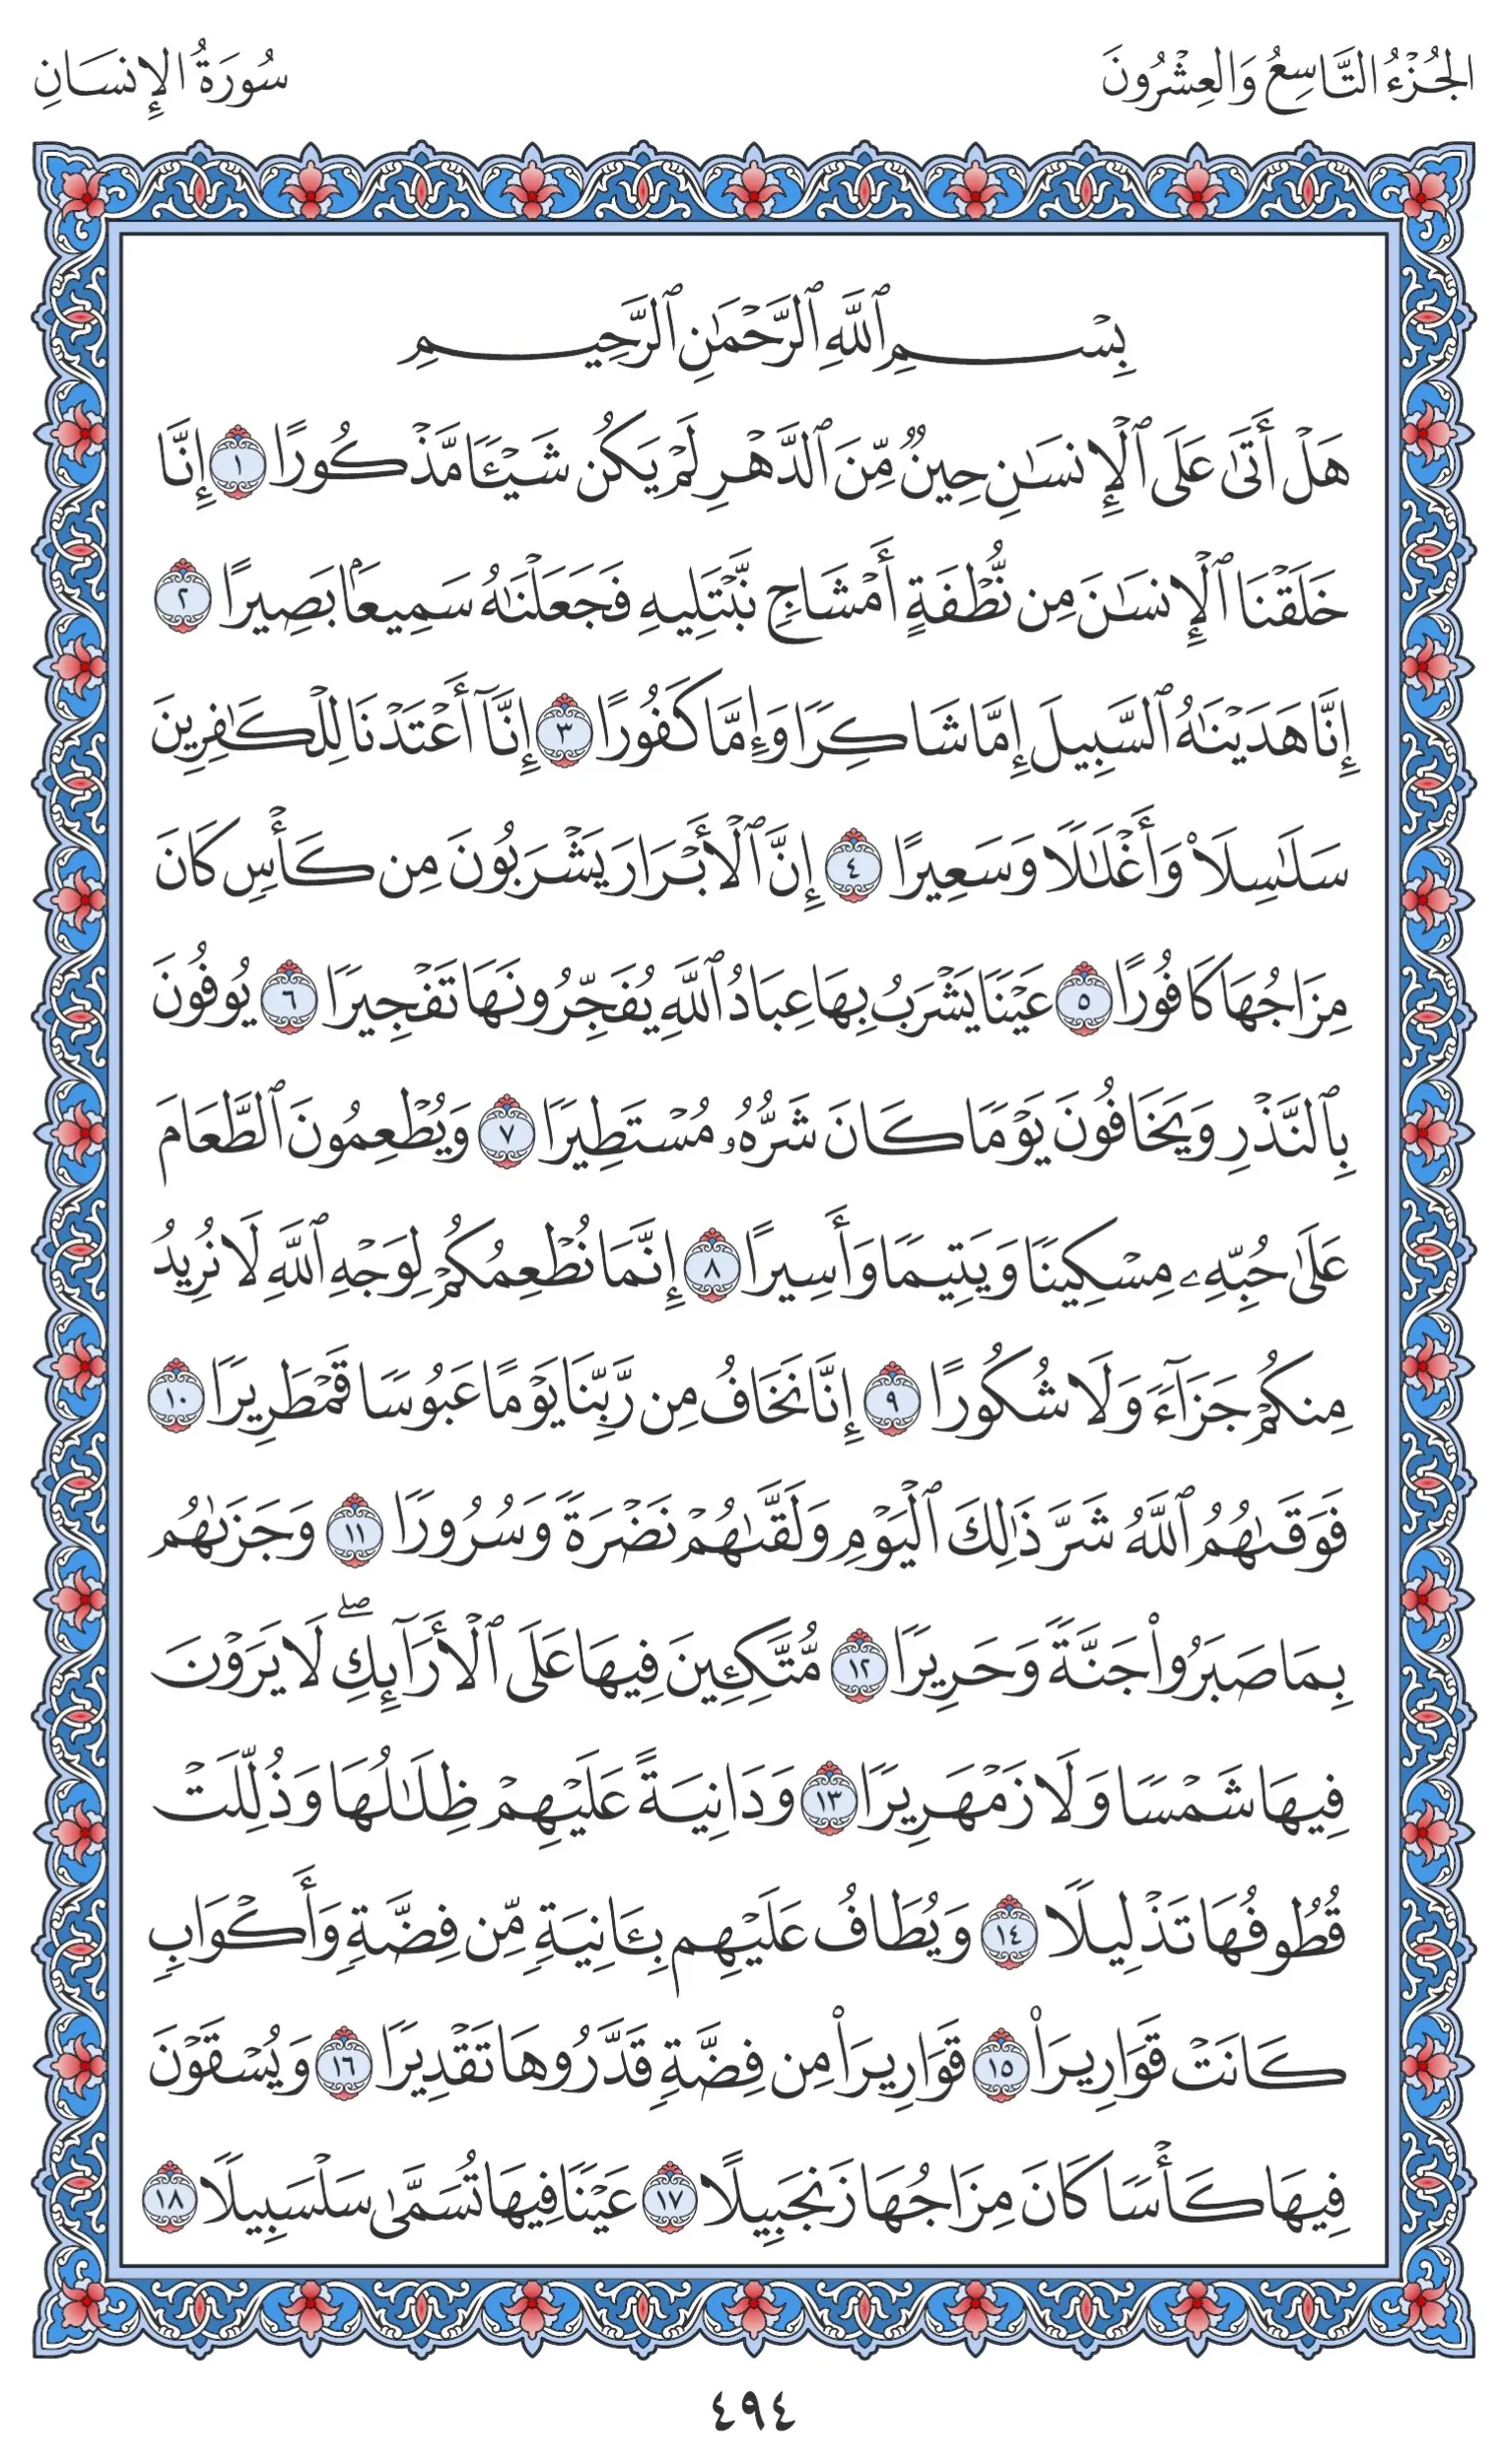 الجُزْءُ التَّاسِعُ وَالعِشْرُونَ
سُورَةُ الإِنسَانِ
بِسْمِ ٱللَّهِ ٱلرَّحْمَٰنِ ٱلرَّحِيمِ
هَلْ أَتَىٰ عَلَى ٱلْإِنسَٰنِ حِينٌ مِّنَ ٱلدَّهْرِ لَمْ يَكُن شَيْـًٔا مَّذْكُورًا ١ إِنَّا
خَلَقْنَا ٱلْإِنسَٰنَ مِن نُّطْفَةٍ أَمْشَاجٍ نَّبْتَلِيهِ فَجَعَلْنَٰهُ سَمِيعًۢا بَصِيرًا ٢
إِنَّا هَدَيْنَٰهُ ٱلسَّبِيلَ إِمَّا شَاكِرًا وَإِمَّا كَفُورًا ٣ إِنَّآ أَعْتَدْنَا لِلْكَٰفِرِينَ
سَلَٰسِلَا۟ وَأَغْلَٰلًا وَسَعِيرًا ٤ إِنَّ ٱلْأَبْرَارَ يَشْرَبُونَ مِن كَأْسٍ كَانَ
مِزَاجُهَا كَافُورًا ٥ عَيْنًا يَشْرَبُ بِهَا عِبَادُ ٱللَّهِ يُفَجِّرُونَهَا تَفْجِيرًا ٦ يُوفُونَ
بِٱلنَّذْرِ وَيَخَافُونَ يَوْمًا كَانَ شَرُّهُۥ مُسْتَطِيرًا ٧ وَيُطْعِمُونَ ٱلطَّعَامَ
عَلَىٰ حُبِّهِۦ مِسْكِينًا وَيَتِيمًا وَأَسِيرًا ٨ إِنَّمَا نُطْعِمُكُمْ لِوَجْهِ ٱللَّهِ لَا نُرِيدُ
مِنكُمْ جَزَآءً وَلَا شُكُورًا ٩ إِنَّا نَخَافُ مِن رَّبِّنَا يَوْمًا عَبُوسًا قَمْطَرِيرًا ١٠
فَوَقَىٰهُمُ ٱللَّهُ شَرَّ ذَٰلِكَ ٱلْيَوْمِ وَلَقَّىٰهُمْ نَضْرَةً وَسُرُورًا ١١ وَجَزَىٰهُم
بِمَا صَبَرُوا۟ جَنَّةً وَحَرِيرًا ١٢ مُّتَّكِـِٔينَ فِيهَا عَلَى ٱلْأَرَآئِكِ ۖ لَا يَرَوْنَ
فِيهَا شَمْسًا وَلَا زَمْهَرِيرًا ١٣ وَدَانِيَةً عَلَيْهِمْ ظِلَٰلُهَا وَذُلِّلَتْ
قُطُوفُهَا تَذْلِيلًا ١٤ وَيُطَافُ عَلَيْهِم بِـَٔانِيَةٍ مِّن فِضَّةٍ وَأَكْوَابٍ
كَانَتْ قَوَارِيرَا۠ ١٥ قَوَارِيرَا۟ مِن فِضَّةٍ قَدَّرُوهَا تَقْدِيرًا ١٦ وَيُسْقَوْنَ
فِيهَا كَأْسًا كَانَ مِزَاجُهَا زَنجَبِيلًا ١٧ عَيْنًا فِيهَا تُسَمَّىٰ سَلْسَبِيلًا ١٨
٤٩٤